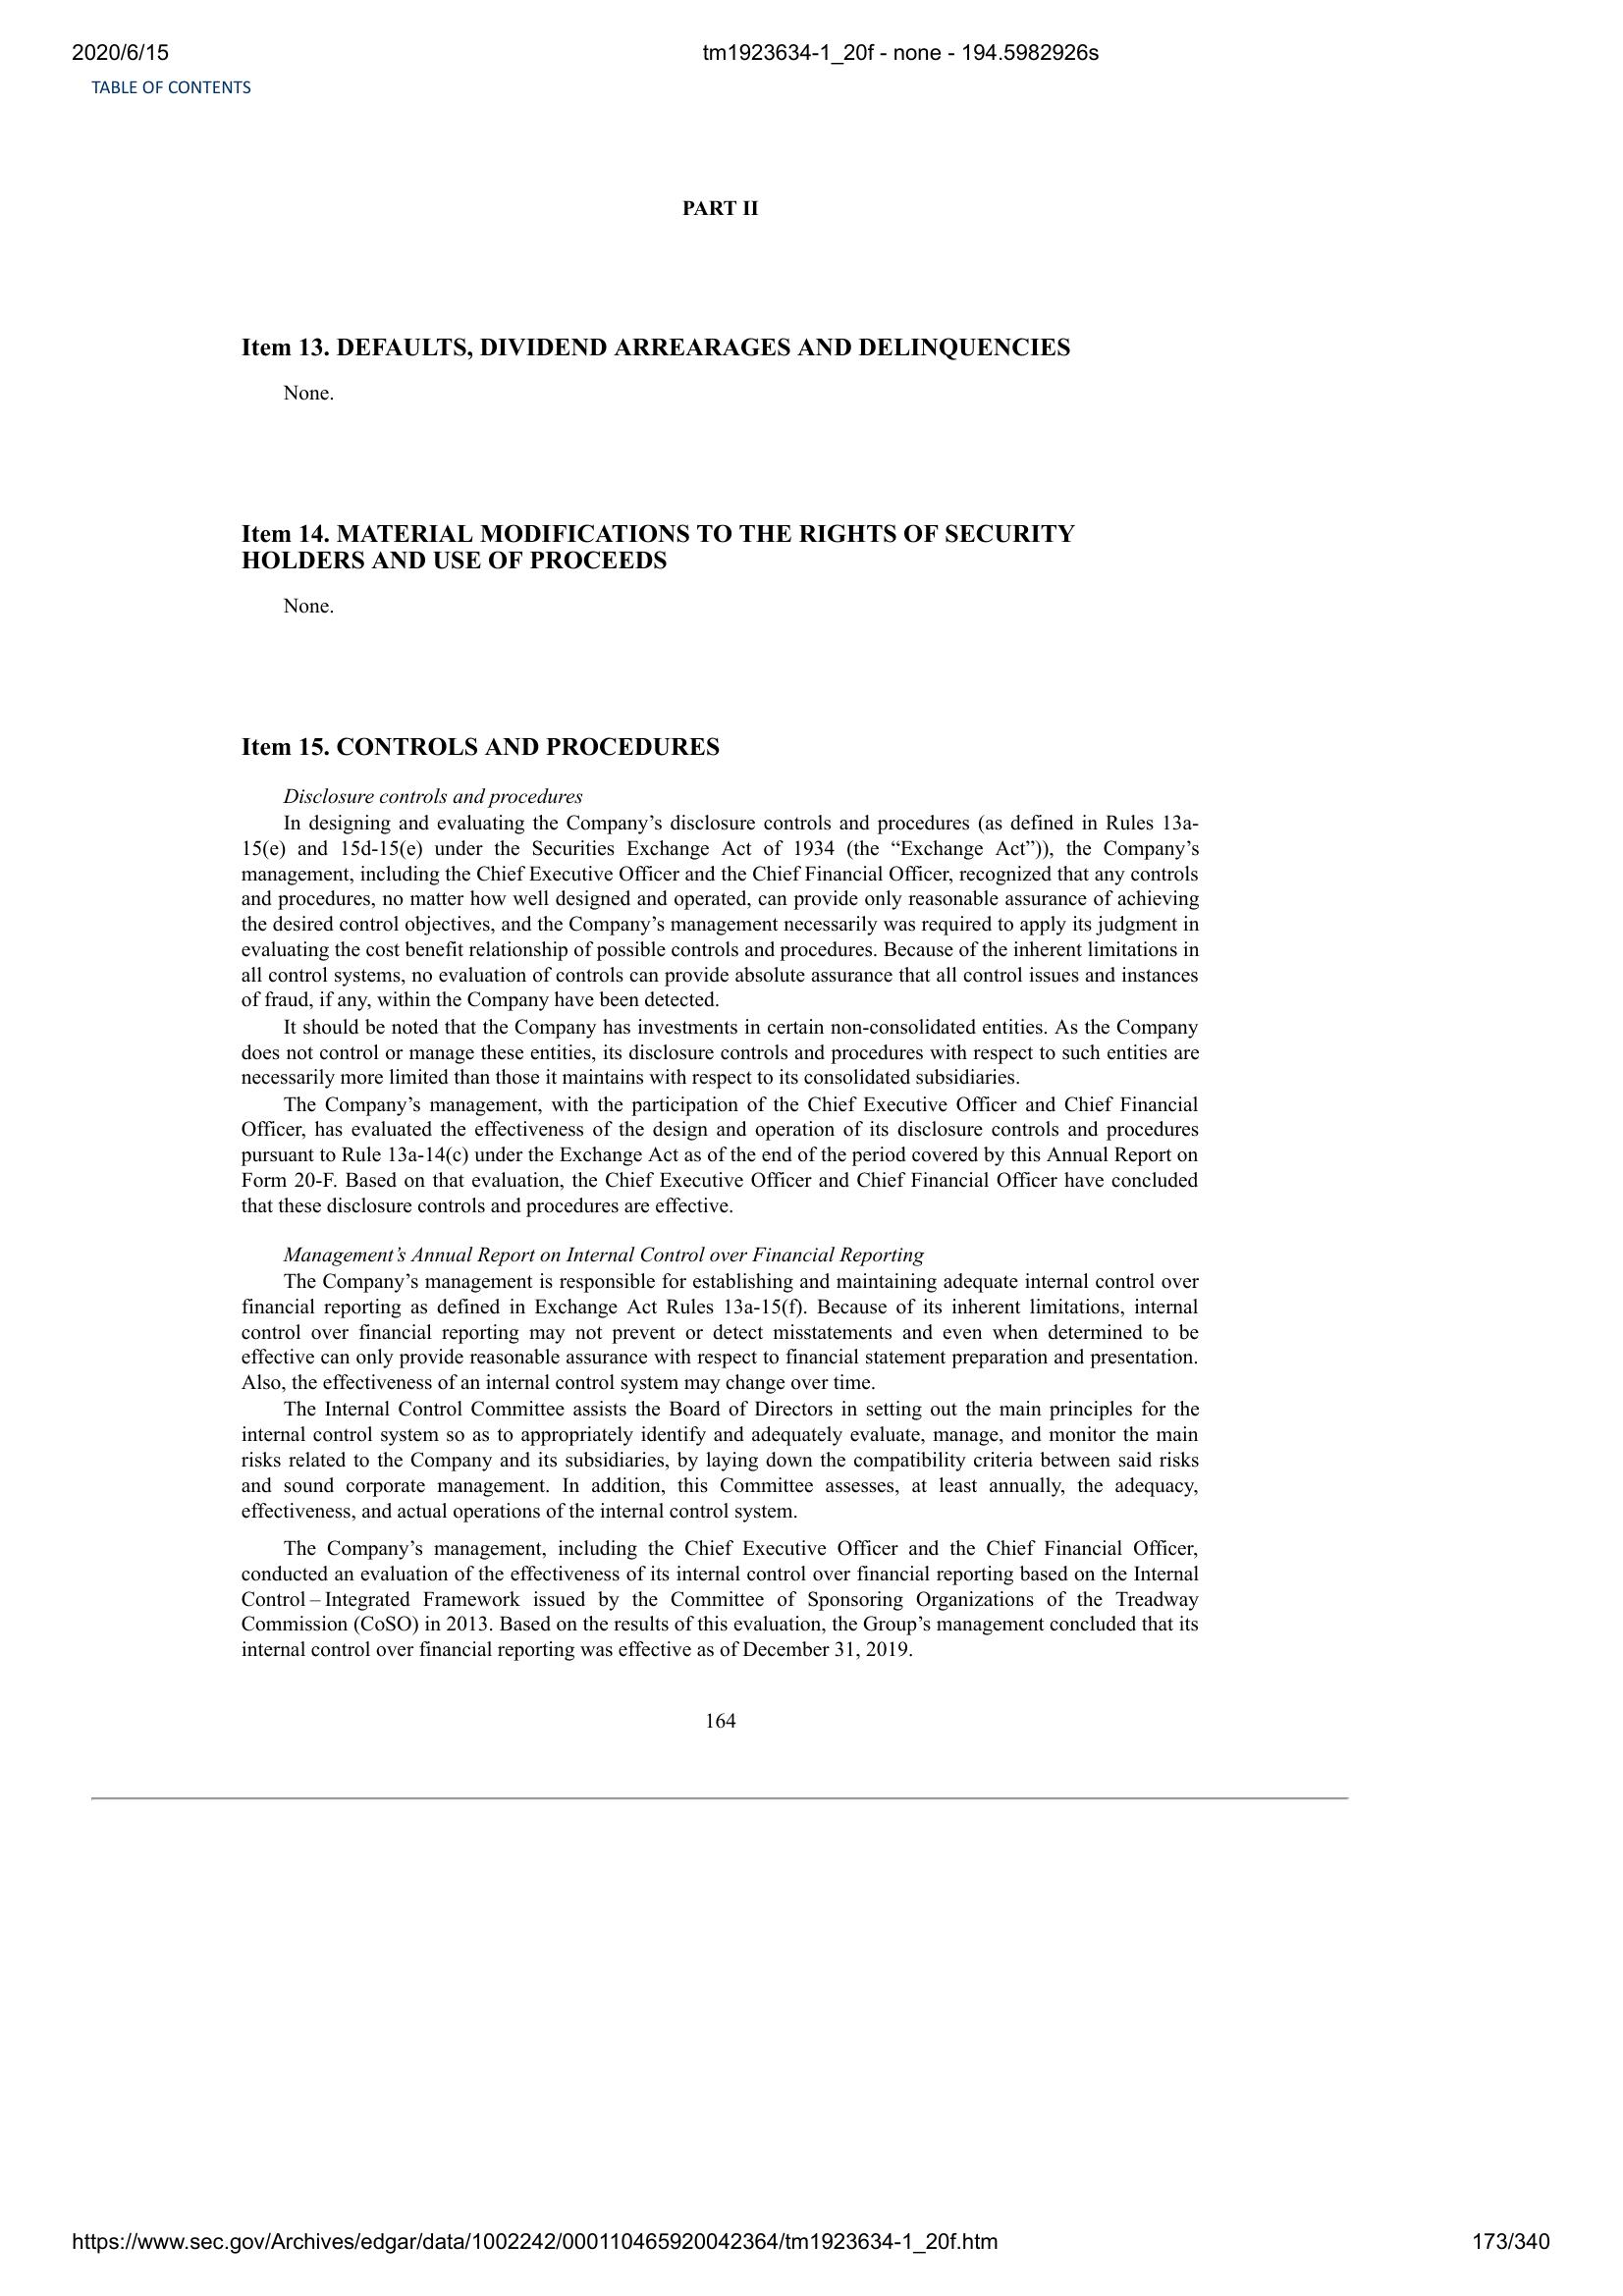 2020/6/15
tm1923634-1_20f - none - 194.5982926s
TABLE OF CONTENTS
PART II
Item 13. DEFAULTS, DIVIDEND ARREARAGES AND DELINQUENCIES
None.
Item 14. MATERIAL MODIFICATIONS TO THE RIGHTS OF SECURITY
HOLDERS AND USE OF PROCEEDS
None.
Item 15. CONTROLS AND PROCEDURES
Disclosure controls and procedures
In designing and evaluating the Company’s disclosure controls and procedures (as defined in Rules 13a-
15(e) and 15d-15(e) under the Securities Exchange Act of 1934 (the “Exchange Act”)), the Company’s
management, including the Chief Executive Officer and the Chief Financial Officer, recognized that any controls
and procedures, no matter how well designed and operated, can provide only reasonable assurance of achieving
the desired control objectives, and the Company’s management necessarily was required to apply its judgment in
evaluating the cost benefit relationship of possible controls and procedures. Because of the inherent limitations in
all control systems, no evaluation of controls can provide absolute assurance that all control issues and instances
of fraud, if any, within the Company have been detected.
It should be noted that the Company has investments in certain non-consolidated entities. As the Company
does not control or manage these entities, its disclosure controls and procedures with respect to such entities are
necessarily more limited than those it maintains with respect to its consolidated subsidiaries.
The Company’s management, with the participation of the Chief Executive Officer and Chief Financial
Officer, has evaluated the effectiveness of the design and operation of its disclosure controls and procedures
pursuant to Rule 13a-14(c) under the Exchange Act as of the end of the period covered by this Annual Report on
Form 20-F. Based on that evaluation, the Chief Executive Officer and Chief Financial Officer have concluded
that these disclosure controls and procedures are effective.
Management’s Annual Report on Internal Control over Financial Reporting
The Company’s management is responsible for establishing and maintaining adequate internal control over
financial reporting as defined in Exchange Act Rules 13a-15(f). Because of its inherent limitations, internal
control over financial reporting may not prevent or detect misstatements and even when determined to be
effective can only provide reasonable assurance with respect to financial statement preparation and presentation.
Also, the effectiveness of an internal control system may change over time.
The Internal Control Committee assists the Board of Directors in setting out the main principles for the
internal control system so as to appropriately identify and adequately evaluate, manage, and monitor the main
risks related to the Company and its subsidiaries, by laying down the compatibility criteria between said risks
and sound corporate management. In addition, this Committee assesses, at least annually, the adequacy,
effectiveness, and actual operations of the internal control system.
The Company’s management, including the Chief Executive Officer and the Chief Financial Officer,
conducted an evaluation of the effectiveness of its internal control over financial reporting based on the Internal
Control – Integrated Framework issued by the Committee of Sponsoring Organizations of the Treadway
Commission (CoSO) in 2013. Based on the results of this evaluation, the Group’s management concluded that its
internal control over financial reporting was effective as of December 31, 2019.
164
https://www.sec.gov/Archives/edgar/data/1002242/000110465920042364/tm1923634-1_20f.htm
173/340